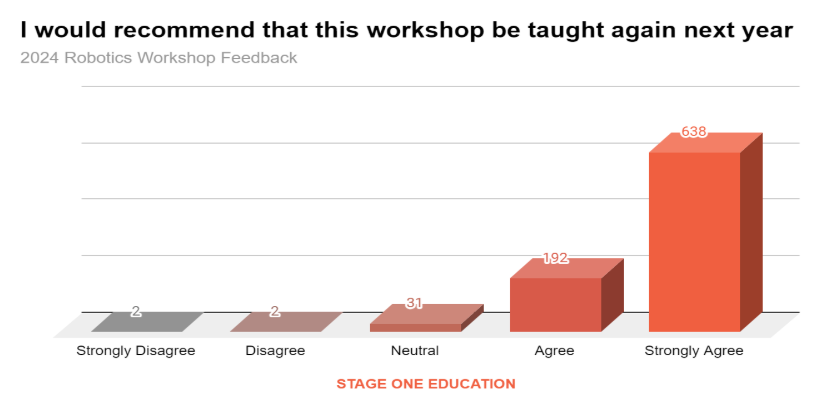 I would recommend that this workshop be taught again next year
2024 Robotics Workshop Feedback
638
192
31
2
2
Strongly Disagree
Disagree
Neutral
Agree
Strongly Agree
STAGE ONE EDUCATION